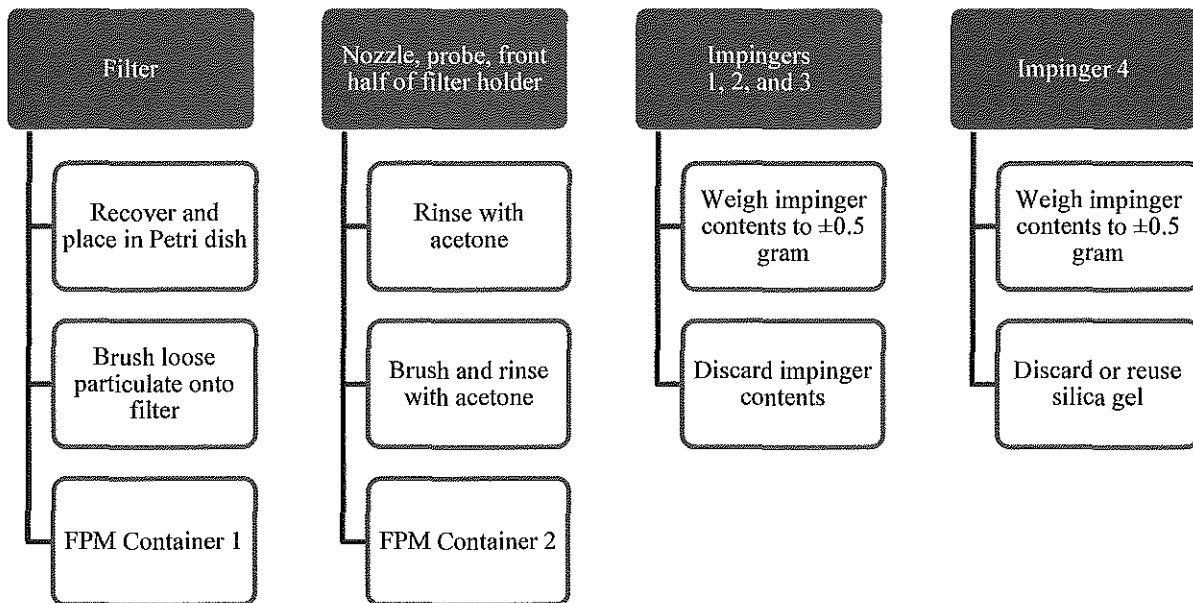 Filter
Recover and
place in Petri dish
Brush loose
particulate onto
filter
FPM Container 1
Nozzle, probe, front
half of filter holder
Rinse with
acetone
Brush and rinse
with acetone
FPM Container 2
Impingers
1, 2, and 3
Weigh impinger
contents to ±0.5
gram
Discard impinger
contents
Impinger 4
Weigh impinger
contents to ±0.5
gram
Discard or reuse
silica gel